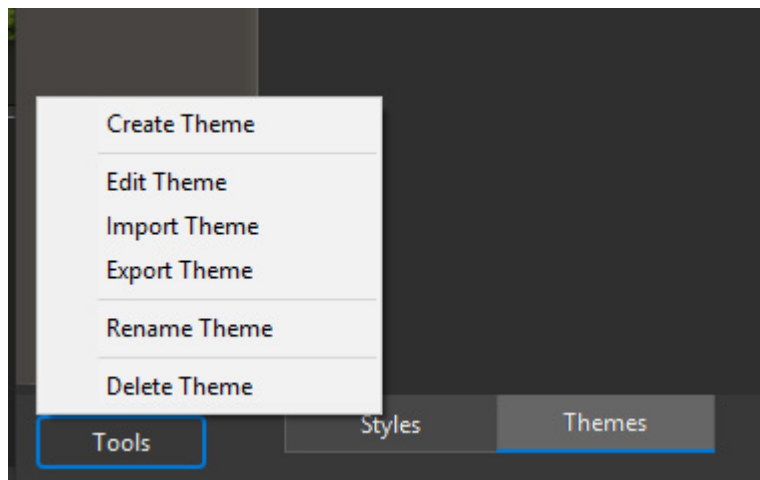 Create Theme
Edit Theme
Import Theme
Export Theme
Rename Theme
Delete Theme
Tools
Styles
Themes